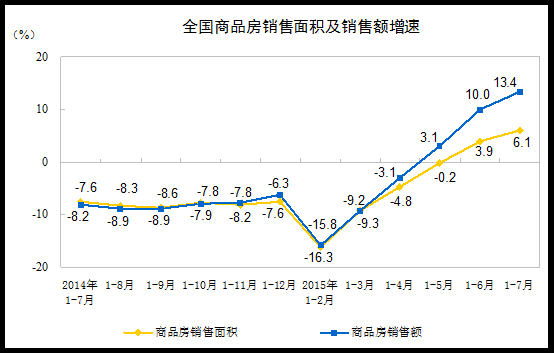 全国商品房销售面积及销售额增速
(%)
20
10
0
-10
-20
-7.6 -8.3 -8.6 -7.8 -7.8 -6.3 -15.8 -9.2 -3.1 3.1 10.0 13.4
-8.2 -8.9 -8.9 -7.9 -8.2 -7.6 -16.3 -9.3 -4.8 -0.2 3.9 6.1
2014年 1-8月 1-9月 1-10月 1-11月 1-12月 2015年 1-3月 1-4月 1-5月 1-6月 1-7月
1-7月 1-2月
商品房销售面积 商品房销售额